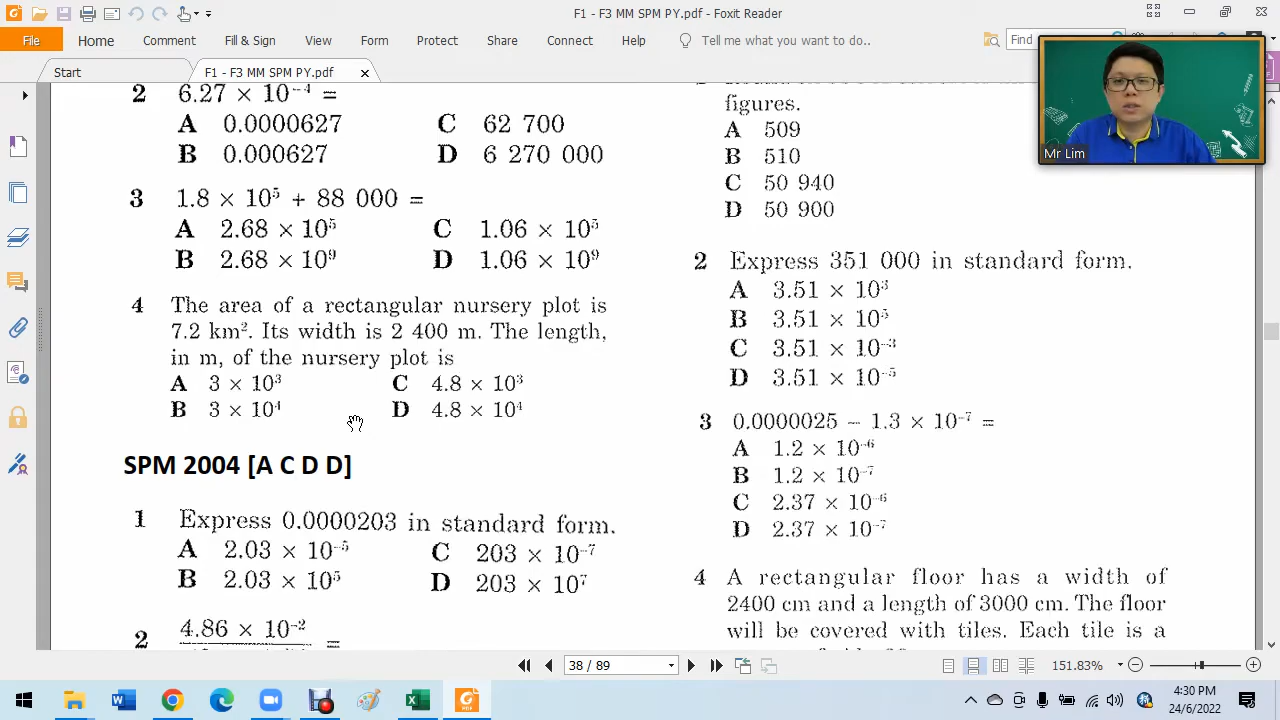 F1 - F3 MM SPM PY.pdf - Foxit Reader
File Home Comment Fill & Sign View Form Protect Share Connect Help Tell me what you want to do.. Find
Start F1 - F3 MM SPM PY.pdf
Mr Lim
2 6.27 × 10⁻⁴ =
A 0.0000627 C 62 700
B 0.000627 D 6 270 000
3 1.8 × 10⁵ + 88 000 =
A 2.68 × 10⁵ C 1.06 × 10⁵
B 2.68 × 10⁹ D 1.06 × 10⁹
4 The area of a rectangular nursery plot is
7.2 km². Its width is 2 400 m. The length,
in m, of the nursery plot is
A 3 × 10³ C 4.8 × 10³
B 3 × 10⁴ D 4.8 × 10⁴
SPM 2004 [A C D D]
1 Express 0.0000203 in standard form.
A 2.03 × 10⁻⁵ C 203 × 10⁻⁷
B 2.03 × 10⁵ D 203 × 10⁷
2 4.86 × 10⁻² =
figures.
A 509
B 510
C 50 940
D 50 900
2 Express 351 000 in standard form.
A 3.51 × 10³
B 3.51 × 10⁵
C 3.51 × 10⁻³
D 3.51 × 10⁻⁵
3 0.0000025 − 1.3 × 10⁻⁷ =
A 1.2 × 10⁻⁶
B 1.2 × 10⁻⁷
C 2.37 × 10⁻⁶
D 2.37 × 10⁻⁷
4 A rectangular floor has a width of
2400 cm and a length of 3000 cm. The floor
will be covered with tiles. Each tile is a
38 / 89 151.83%
4:30 PM
24/6/2022